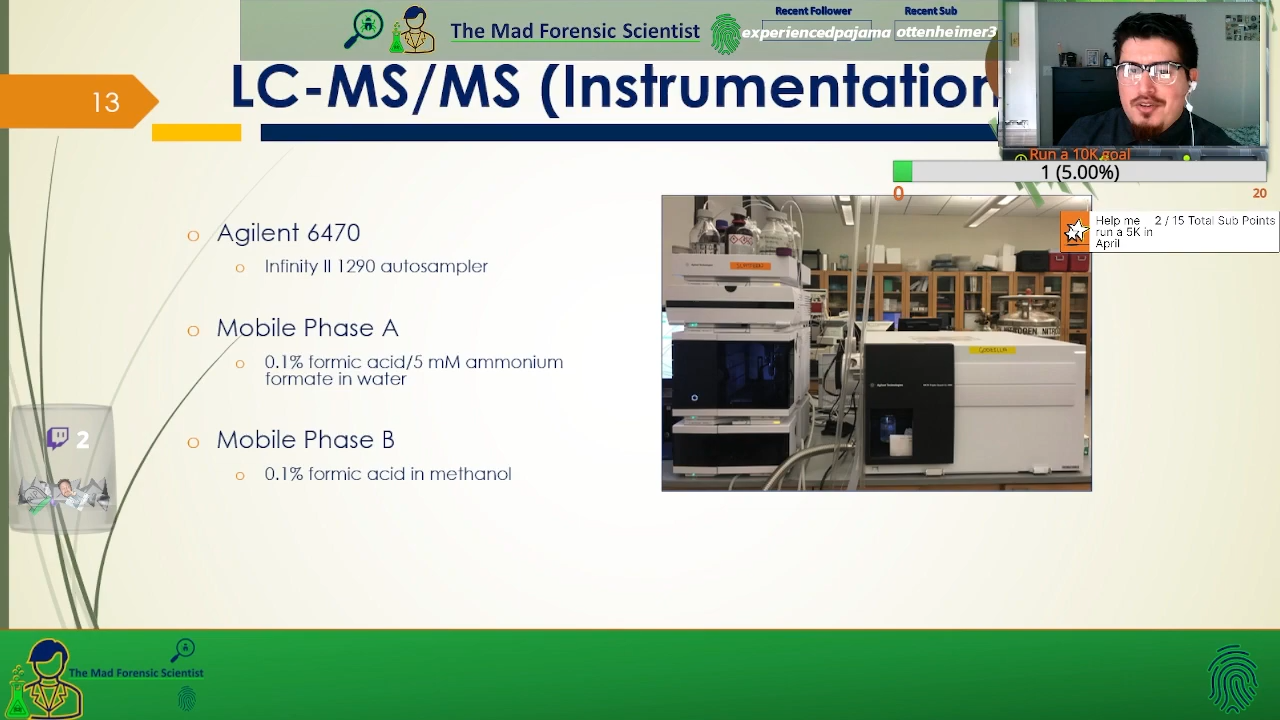 Recent Follower
Recent Sub
The Mad Forensic Scientist
experiencedpajama
ottenheimer3
13
LC-MS/MS (Instrumentation
Run a 10K goal
1 (5.00%)
0
20
Help me
2 / 15 Total Sub Points
run a 5K in
April
o Agilent 6470
o Infinity II 1290 autosampler
o Mobile Phase A
o 0.1% formic acid/5 mM ammonium
formate in water
o Mobile Phase B
o 0.1% formic acid in methanol
2
Agilent Technologies
GODZILLA
The Mad Forensic Scientist